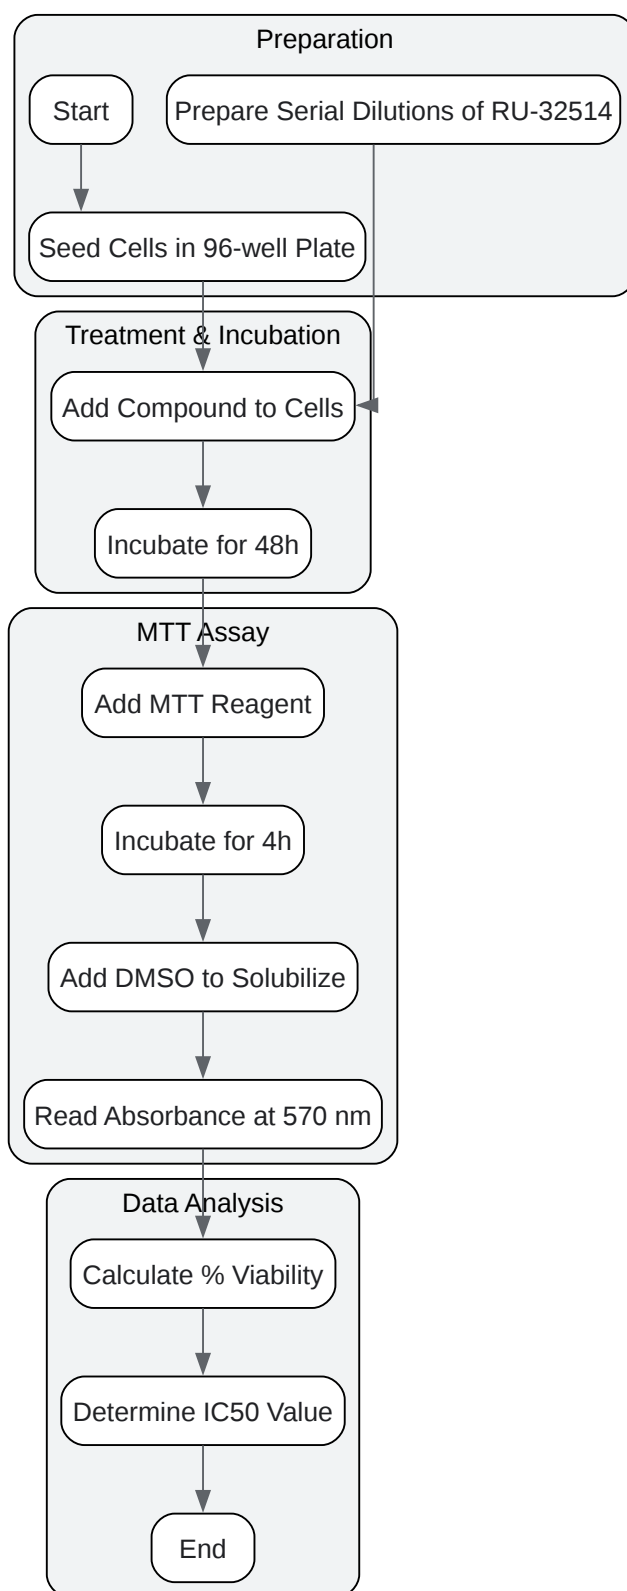 Preparation
Start
Prepare Serial Dilutions of RU-32514
Seed Cells in 96-well Plate
Treatment & Incubation
Add Compound to Cells
Incubate for 48h
MTT Assay
Add MTT Reagent
Incubate for 4h
Add DMSO to Solubilize
Read Absorbance at 570 nm
Data Analysis
Calculate % Viability
Determine IC50 Value
End